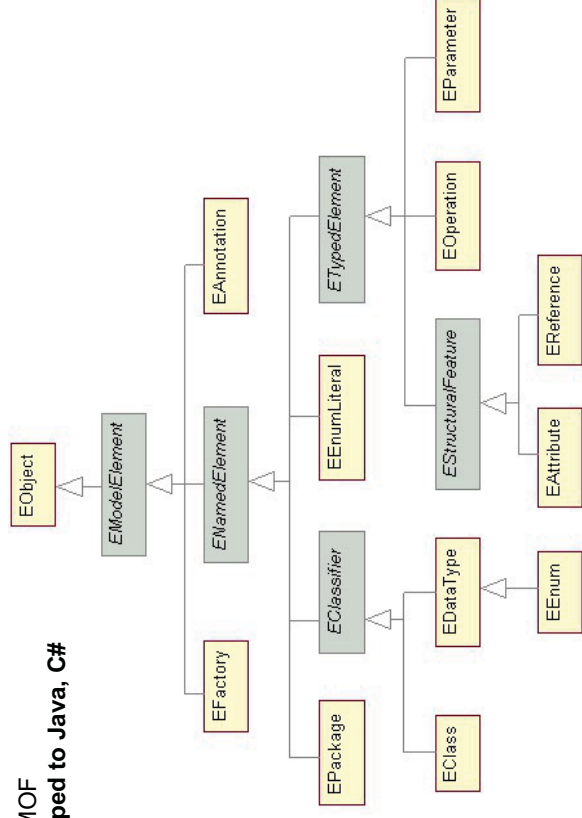 MOF
ped to Java, C#
EObject
EModelElement
EFactory
ENamedElement
EAnnotation
EPackage
EClassifier
EEnumLiteral
ETypedElement
EClass
EDataType
EStructuralFeature
EOperation
EParameter
EEnum
EAttribute
EReference